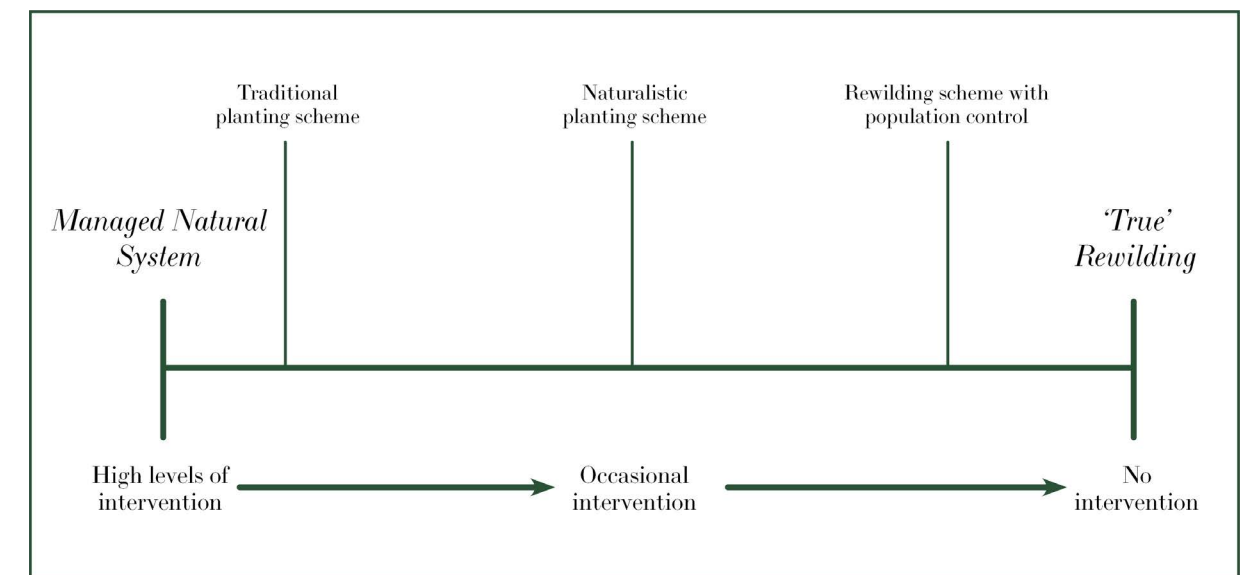 Traditional
planting scheme
Naturalistic
planting scheme
Rewilding scheme with
population control
Managed Natural
System
‘True’
Rewilding
High levels of
intervention
Occasional
intervention
No
intervention